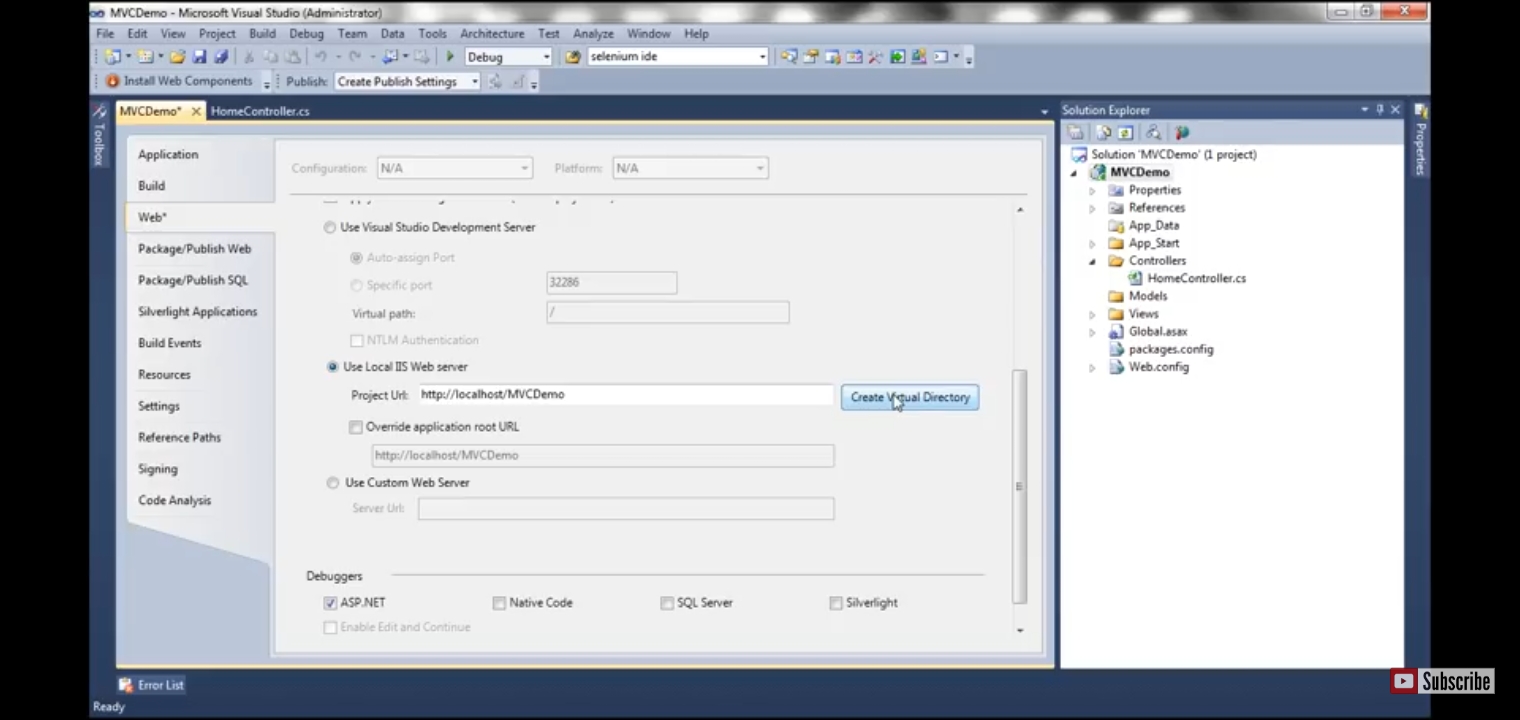 MVCDemo - Microsoft Visual Studio (Administrator)
File Edit View Project Build Debug Team Data Tools Architecture Test Analyze Window Help
Debug selenium ide
Install Web Components Publish: Create Publish Settings
MVCDemo* HomeController.cs
Toolbox
Application
Build
Web*
Package/Publish Web
Package/Publish SQL
Silverlight Applications
Build Events
Resources
Settings
Reference Paths
Signing
Code Analysis
Configuration: N/A Platform: N/A
Use Visual Studio Development Server
Auto-assign Port
Specific port 32286
Virtual path: /
NTLM Authentication
Use Local IIS Web server
Project Url: http://localhost/MVCDemo Create Virtual Directory
Override application root URL
http://localhost/MVCDemo
Use Custom Web Server
Server Url:
Debuggers
ASP.NET Native Code SQL Server Silverlight
Enable Edit and Continue
Solution Explorer
Solution 'MVCDemo' (1 project)
MVCDemo
Properties
References
App_Data
App_Start
Controllers
HomeController.cs
Models
Views
Global.asax
packages.config
Web.config
Properties
Error List
Ready
Subscribe